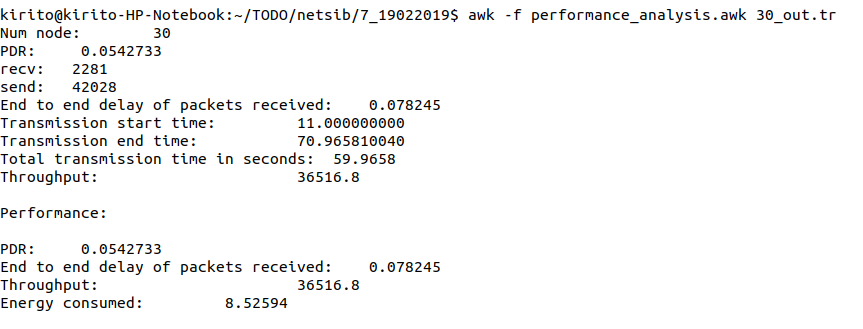 kirito@kirito-HP-Notebook:~/TODO/netsib/7_19022019$ awk -f performance_analysis.awk 30_out.tr
Num node: 30
PDR: 0.0542733
recv: 2281
send: 42028
End to end delay of packets received: 0.078245
Transmission start time: 11.000000000
Transmission end time: 70.965810040
Total transmission time in seconds: 59.9658
Throughput: 36516.8
Performance:
PDR: 0.0542733
End to end delay of packets received: 0.078245
Throughput: 36516.8
Energy consumed: 8.52594